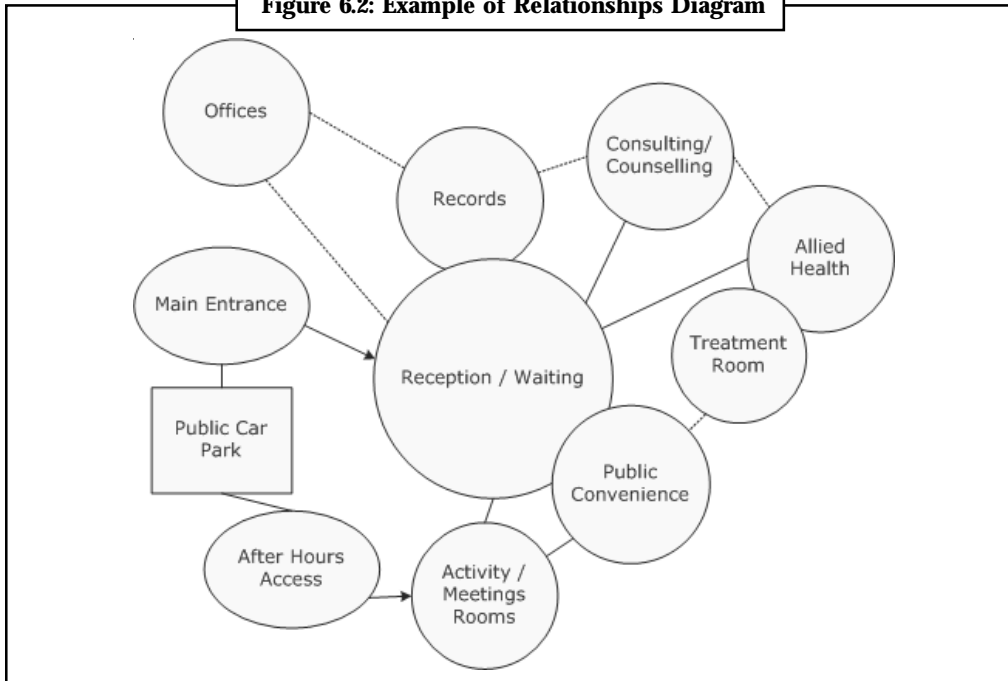 Figure 6.2: Example of Relationships Diagram
Offices
Records
Consulting/
Counselling
Allied
Health
Main Entrance
Reception / Waiting
Treatment
Room
Public Car
Park
Public
Convenience
After Hours
Access
Activity /
Meetings
Rooms